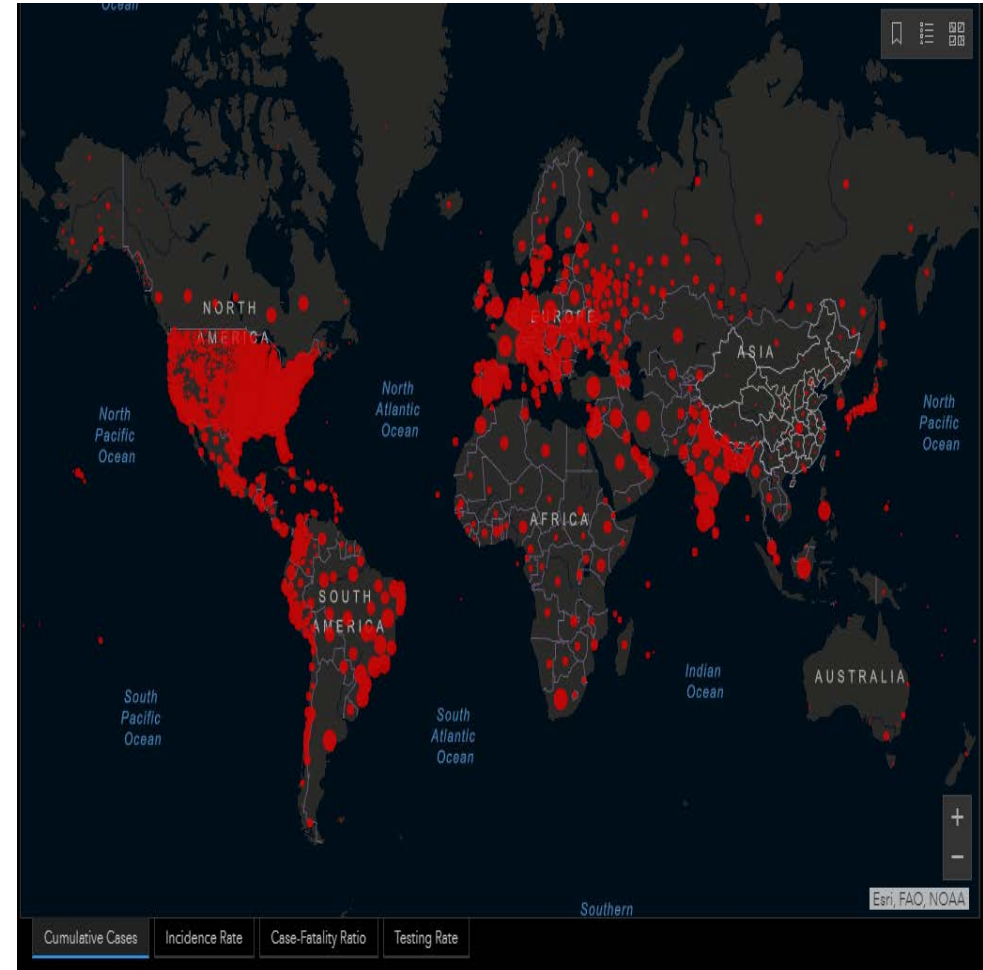 Ocean
NORTH
AMERICA
EUROPE
ASIA
North
Pacific
Ocean
North
Atlantic
Ocean
North
Pacific
Ocean
AFRICA
SOUTH
AMERICA
Indian
Ocean
AUSTRALIA
South
Pacific
Ocean
South
Atlantic
Ocean
+
−
Esri, FAO, NOAA
Southern
Cumulative Cases
Incidence Rate
Case-Fatality Ratio
Testing Rate